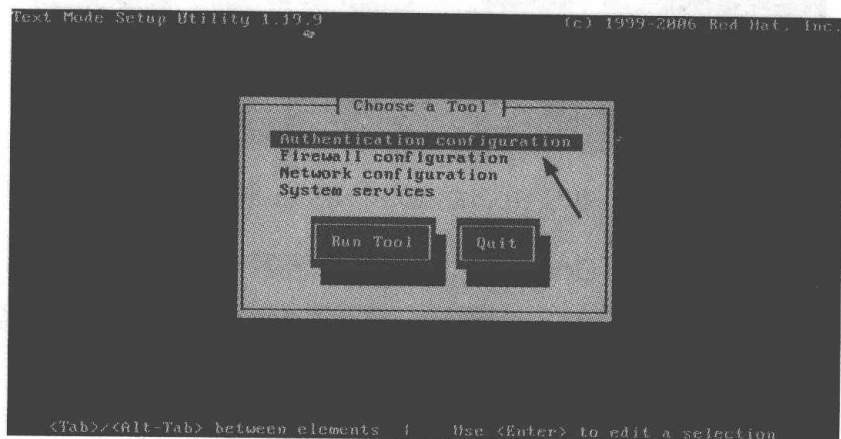 Text Mode Setup Utility 1.19.9 (c) 1999-2006 Red Hat, Inc.
Choose a Tool
Authentication configuration
Firewall configuration
Network configuration
System services
Run Tool Quit
<Tab>/<Alt-Tab> between elements | Use <Enter> to edit a selection